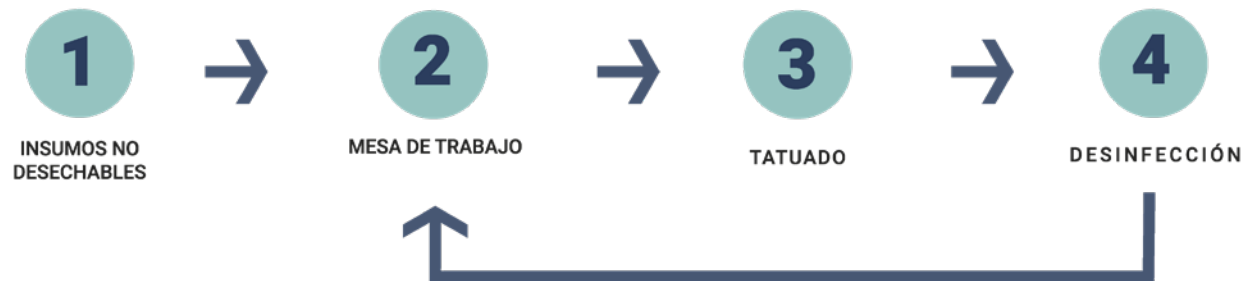 1
2
3
4
INSUMOS NO
DESECHABLES
MESA DE TRABAJO
TATUADO
DESINFECCIÓN